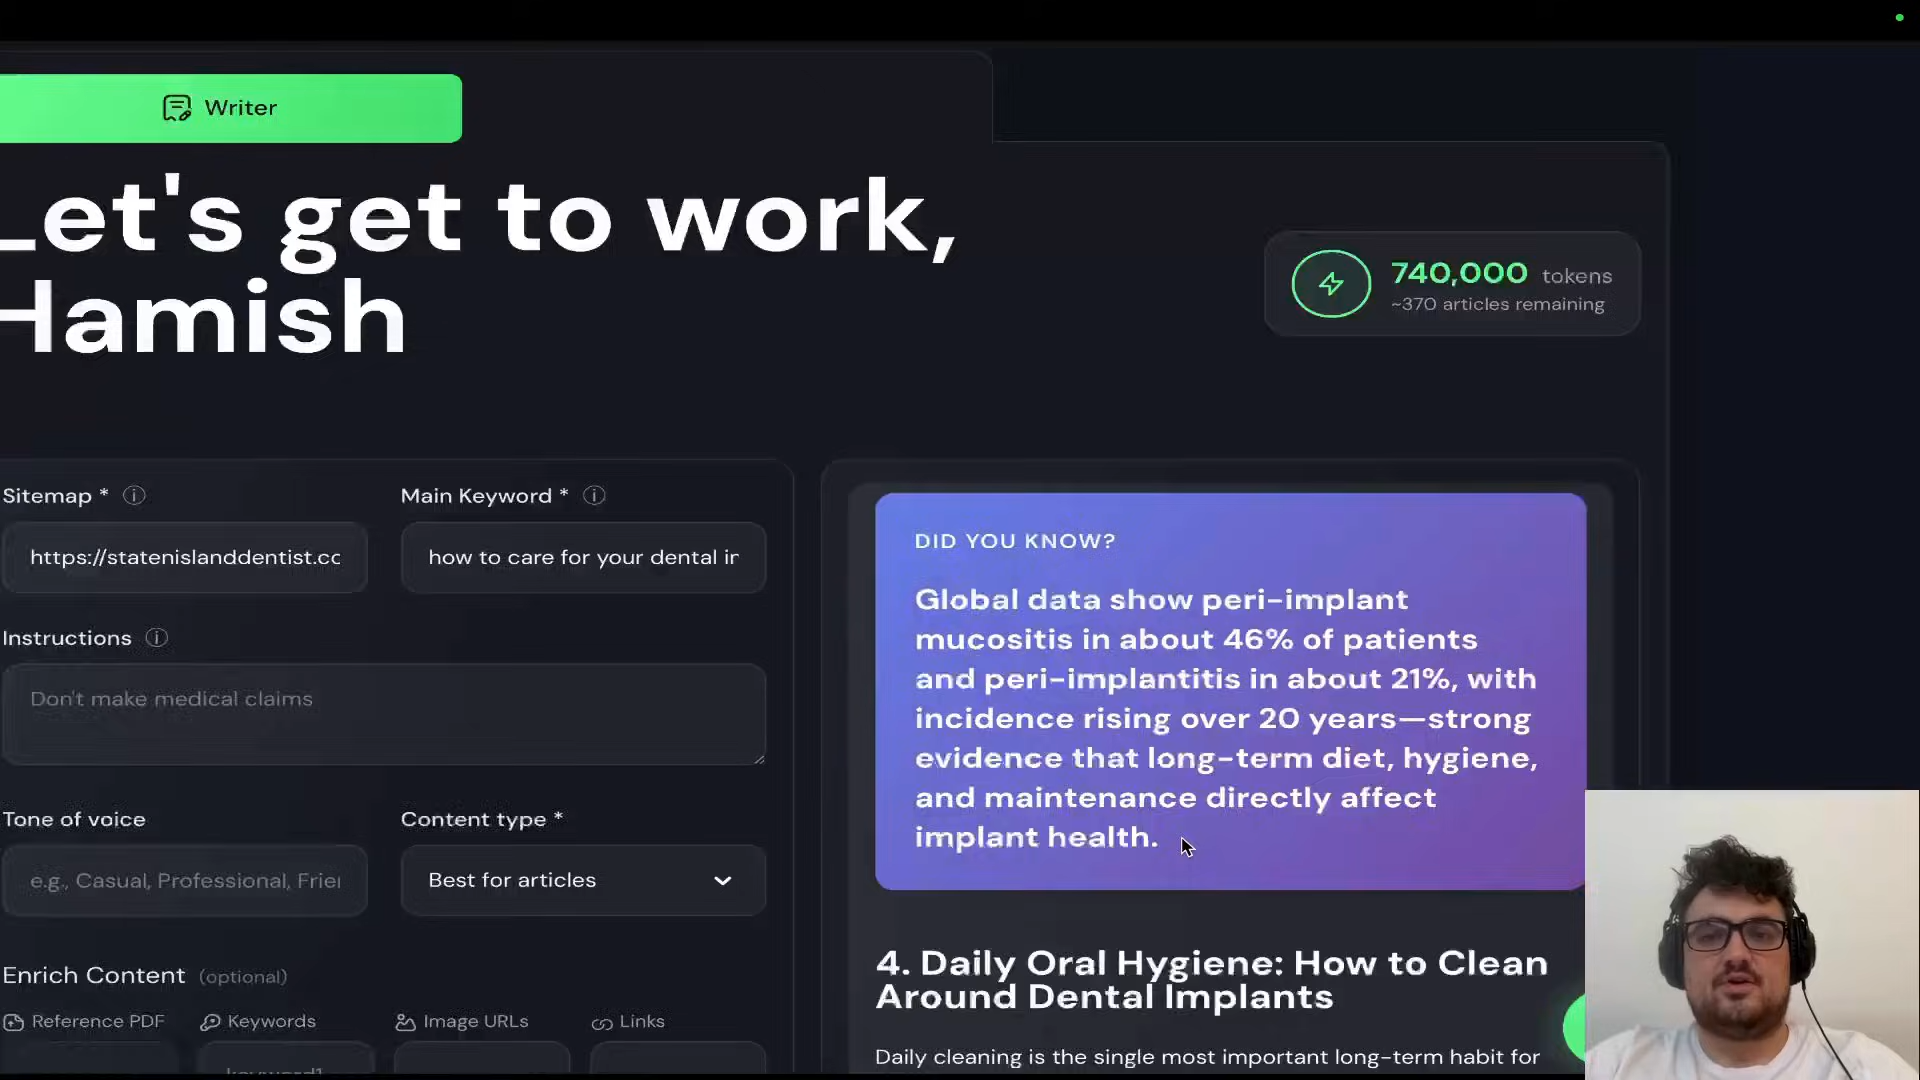 Writer
Let's get to work,
Hamish
740,000 tokens
~370 articles remaining
Sitemap *
Main Keyword *
https://statenislanddentist.cc
how to care for your dental ir
Instructions
Don't make medical claims
Tone of voice
Content type *
e.g., Casual, Professional, Frier
Best for articles
Enrich Content (optional)
Reference PDF
Keywords
Image URLs
Links
keyword1
DID YOU KNOW?
Global data show peri-implant
mucositis in about 46% of patients
and peri-implantitis in about 21%, with
incidence rising over 20 years—strong
evidence that long-term diet, hygiene,
and maintenance directly affect
implant health.
4. Daily Oral Hygiene: How to Clean
Around Dental Implants
Daily cleaning is the single most important long-term habit for